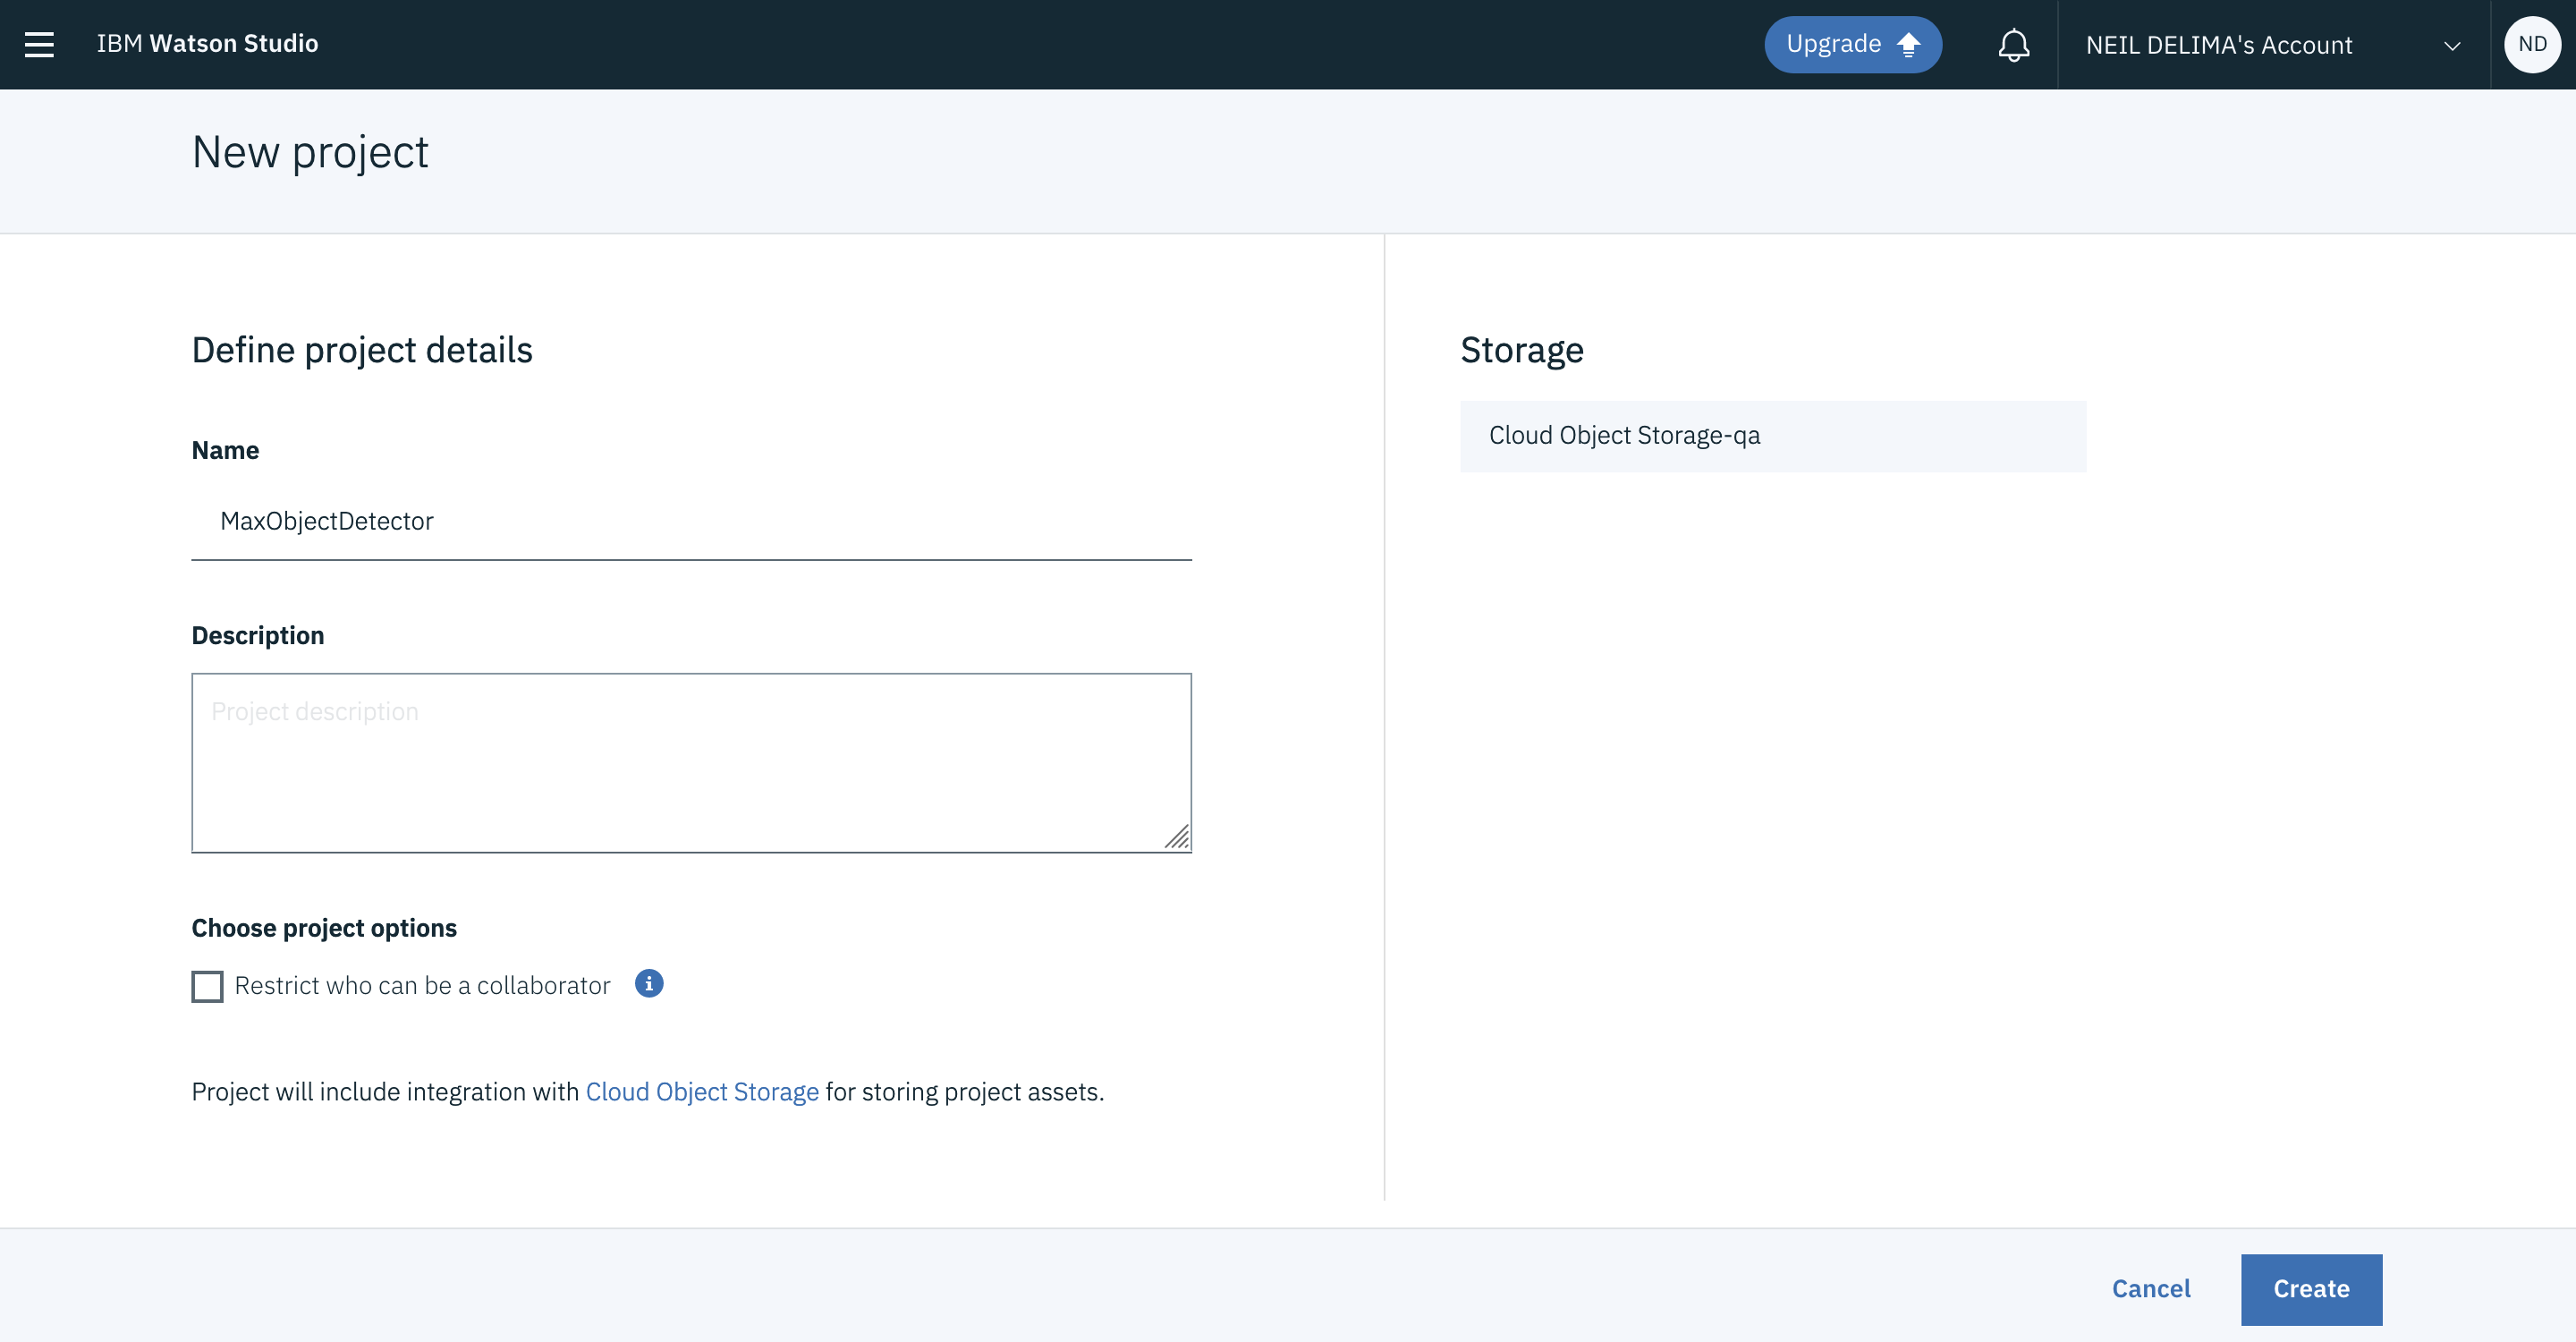 IBM Watson Studio
Upgrade
NEIL DELIMA's Account
ND
New project
Define project details
Name
MaxObjectDetector
Description
Project description
Choose project options
Restrict who can be a collaborator
Project will include integration with Cloud Object Storage for storing project assets.
Storage
Cloud Object Storage-qa
Cancel
Create